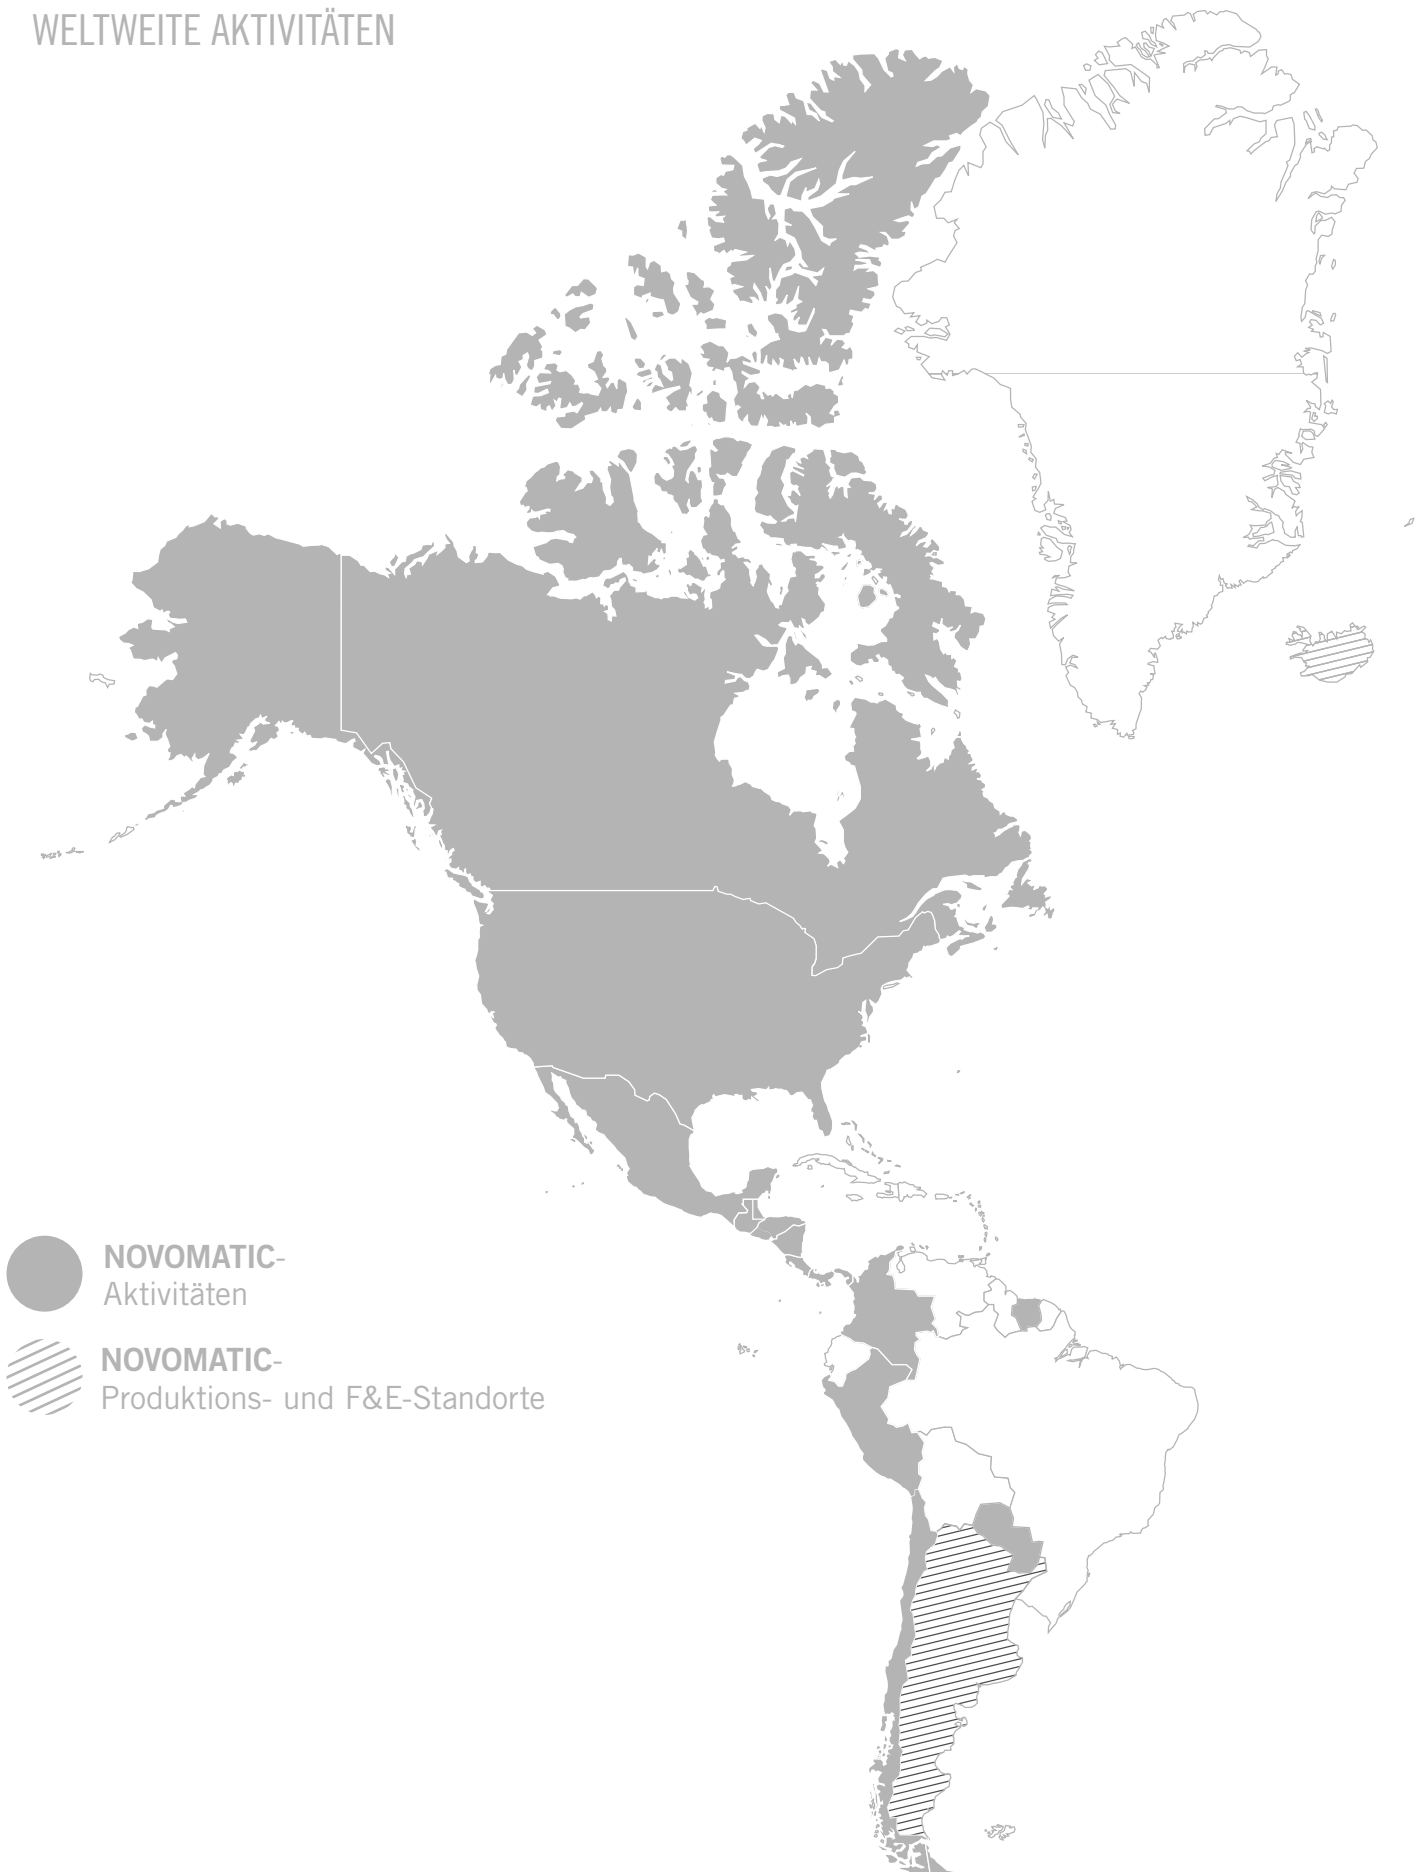 WELTWEITE AKTIVITÄTEN
NOVOMATIC-
Aktivitäten
NOVOMATIC-
Produktions- und F&E-Standorte